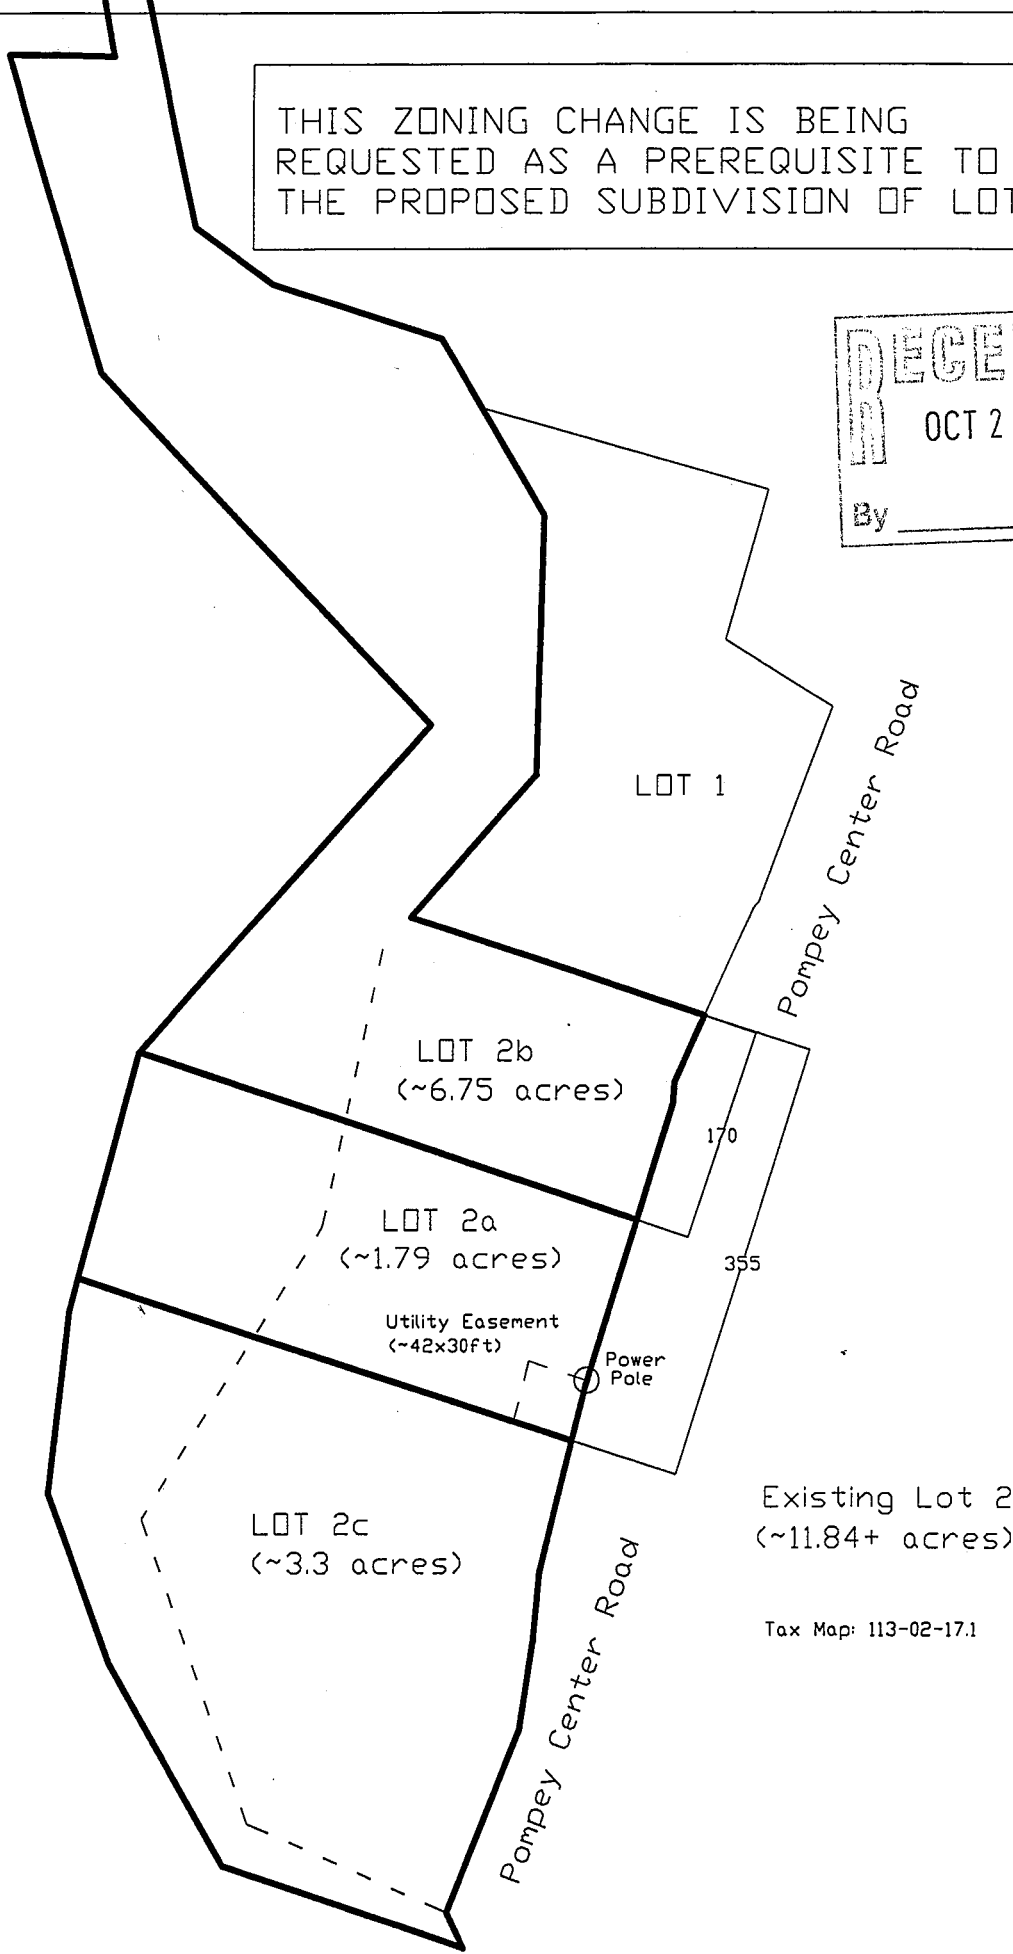 THIS ZONING CHANGE IS BEING
REQUESTED AS A PREREQUISITE TO
THE PROPOSED SUBDIVISION OF LOT
RECE
OCT 2
By
LOT 1
Pompey Center Road
LOT 2b
(~6.75 acres)
170
LOT 2a
(~1.79 acres)
355
Utility Easement
(~42x30ft)
Power
Pole
Existing Lot 2
(~11.84+ acres)
LOT 2c
(~3.3 acres)
Tax Map: 113-02-17.1
Pompey Center Road